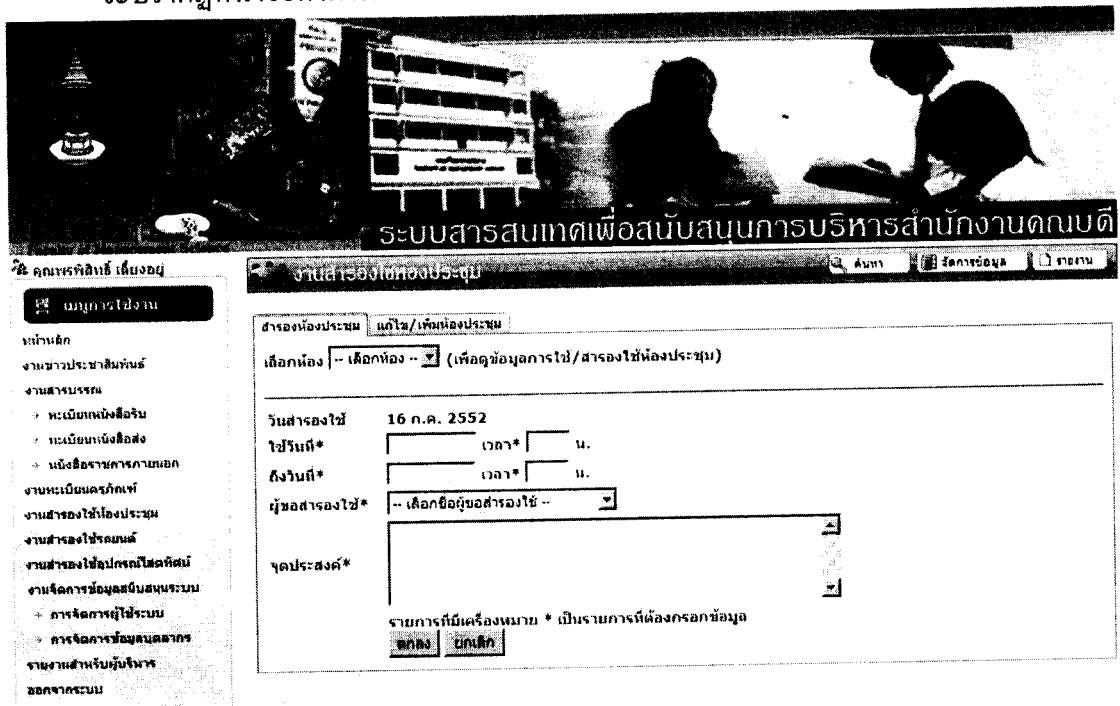 ระบบสารสนเทศเพื่อสนับสนุนการบริหารสำนักงานคณบดี
คุณพรพิสิทธิ์ เดี่ยงอยู่
งานสำรองใช้ห้องประชุม
ค้นหา
จัดการข้อมูล
รายงาน
เมนูการใช้งาน
หน้าหลัก
งานข่าวประชาสัมพันธ์
งานสารบรรณ
ทะเบียนหนังสือรับ
ทะเบียนหนังสือส่ง
หนังสือราชการภายนอก
งานทะเบียนครุภัณฑ์
งานสำรองใช้ห้องประชุม
งานสำรองใช้รถยนต์
งานสำรองใช้อุปกรณ์โสตทัศน์
งานจัดการข้อมูลสนับสนุนระบบ
การจัดการผู้ใช้ระบบ
การจัดการข้อมูลบุคลากร
รายงานสำหรับผู้บริหาร
ออกจากระบบ
สำรองห้องประชุม
แก้ไข/เพิ่มห้องประชุม
เลือกห้อง -- เลือกห้อง -- (เพื่อดูข้อมูลการใช้/สำรองใช้ห้องประชุม)
วันสำรองใช้ 16 ก.ค. 2552
ใช้วันที่* เวลา* น.
ถึงวันที่* เวลา* น.
ผู้ขอสำรองใช้* -- เลือกชื่อผู้ขอสำรองใช้ --
จุดประสงค์*
รายการที่มีเครื่องหมาย * เป็นรายการที่ต้องกรอกข้อมูล
ตกลง ยกเลิก